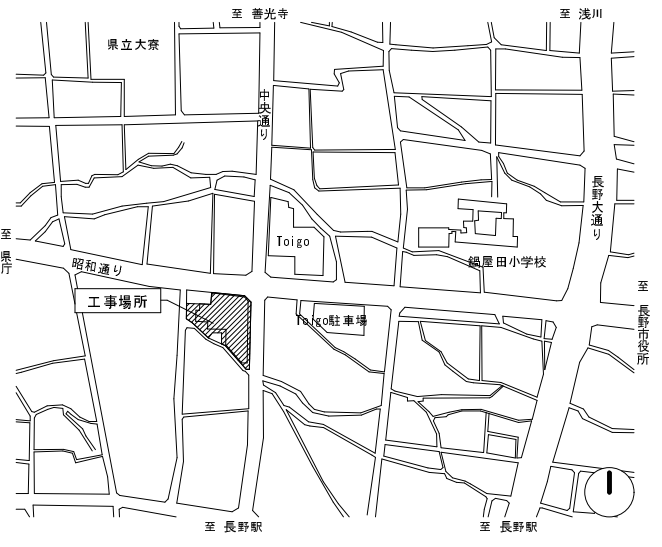 至 善光寺
至 浅川
県立大寮
中央通り
長野大通り
至 県庁
Toigo
昭和通り
鍋屋田小学校
工事場所
Toigo駐車場
至 長野市役所
至 長野駅
至 長野駅